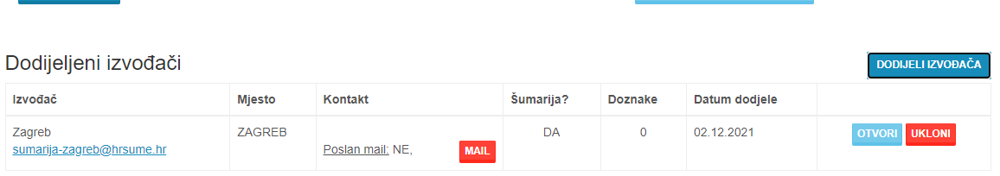 Dodijeljeni izvođači
DODIJELI IZVOĐAČA
Izvođač Mjesto Kontakt Šumarija? Doznake Datum dodjele
Zagreb ZAGREB DA 0 02.12.2021 OTVORI UKLONI
sumarija-zagreb@hrsume.hr Poslan mail: NE, MAIL